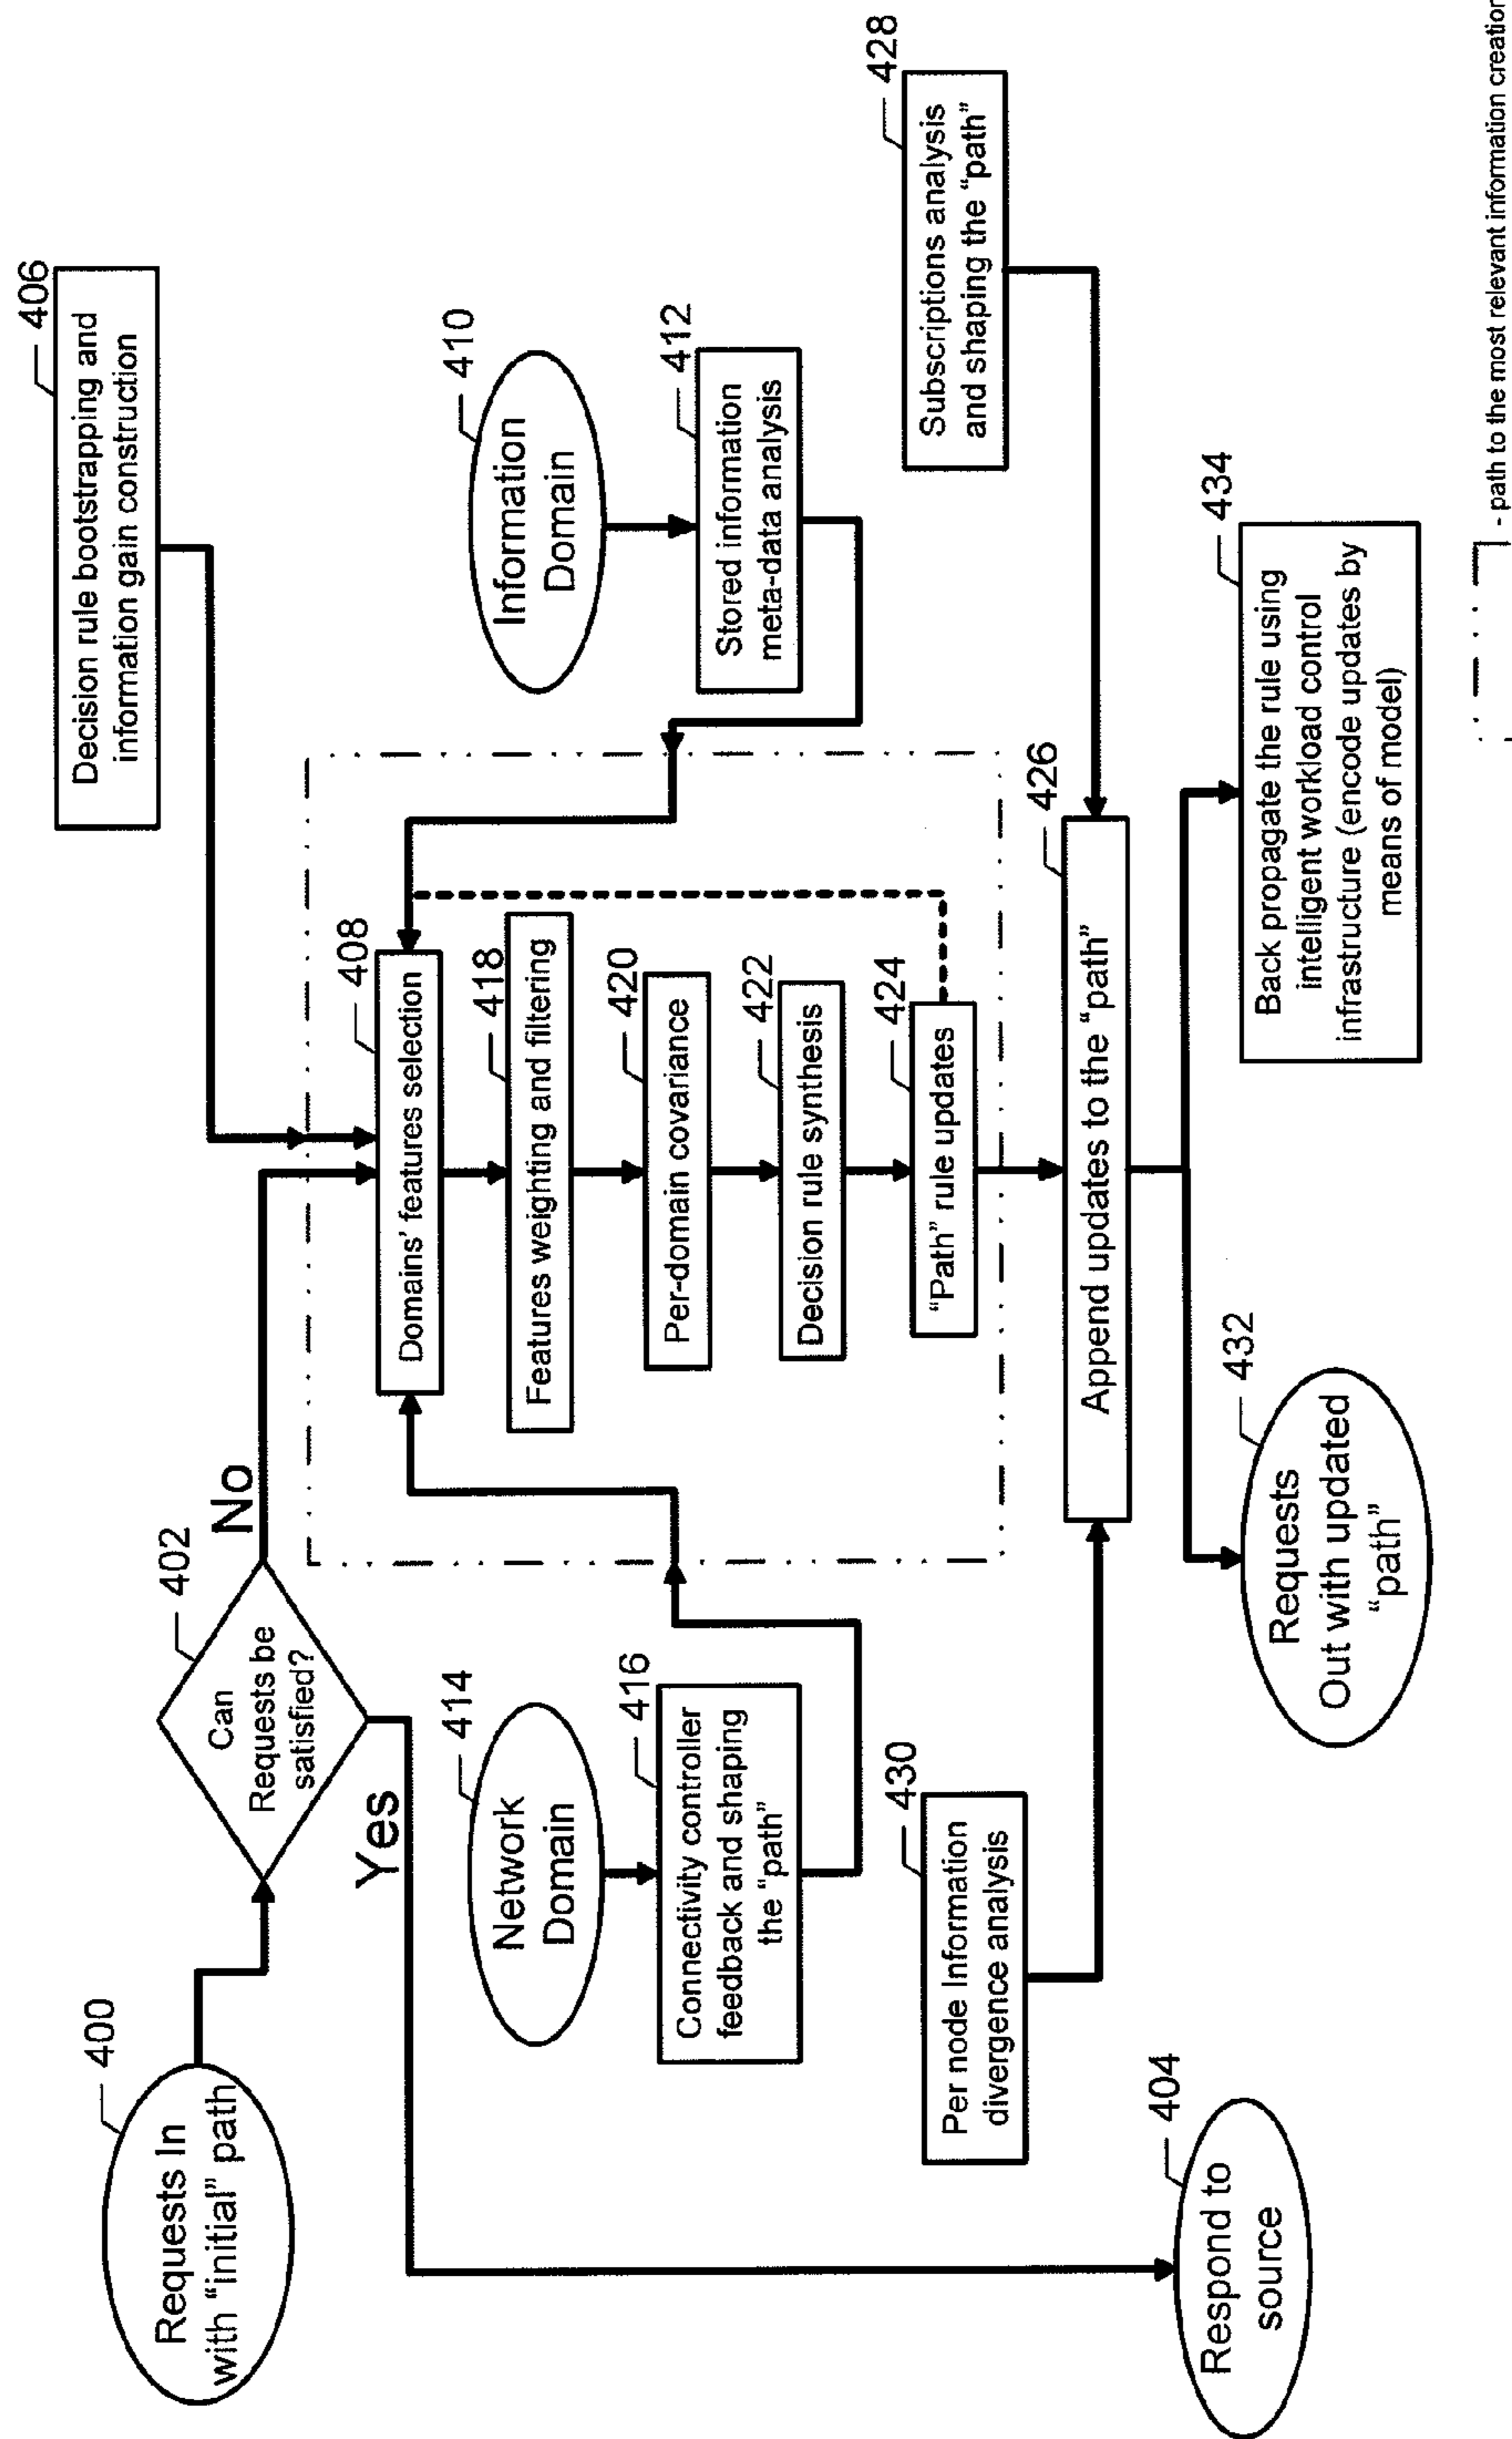 400
Requests In
with "initial" path
402
Can
Requests be
satisfied?
No
Yes
404
Respond to
source
406
Decision rule bootstrapping and
information gain construction
408
Domains' features selection
410
Information
Domain
412
Stored information
meta-data analysis
414
Network
Domain
416
Connectivity controller
feedback and shaping
the "path"
418
Features weighting and filtering
420
Per-domain covariance
422
Decision rule synthesis
424
"Path" rule updates
426
Append updates to the "path"
428
Subscriptions analysis
and shaping the "path"
430
Per node Information
divergence analysis
432
Requests
Out with updated
"path"
434
Back propagate the rule using
intelligent workload control
infrastructure (encode updates by
means of model)
- path to the most relevant information creation